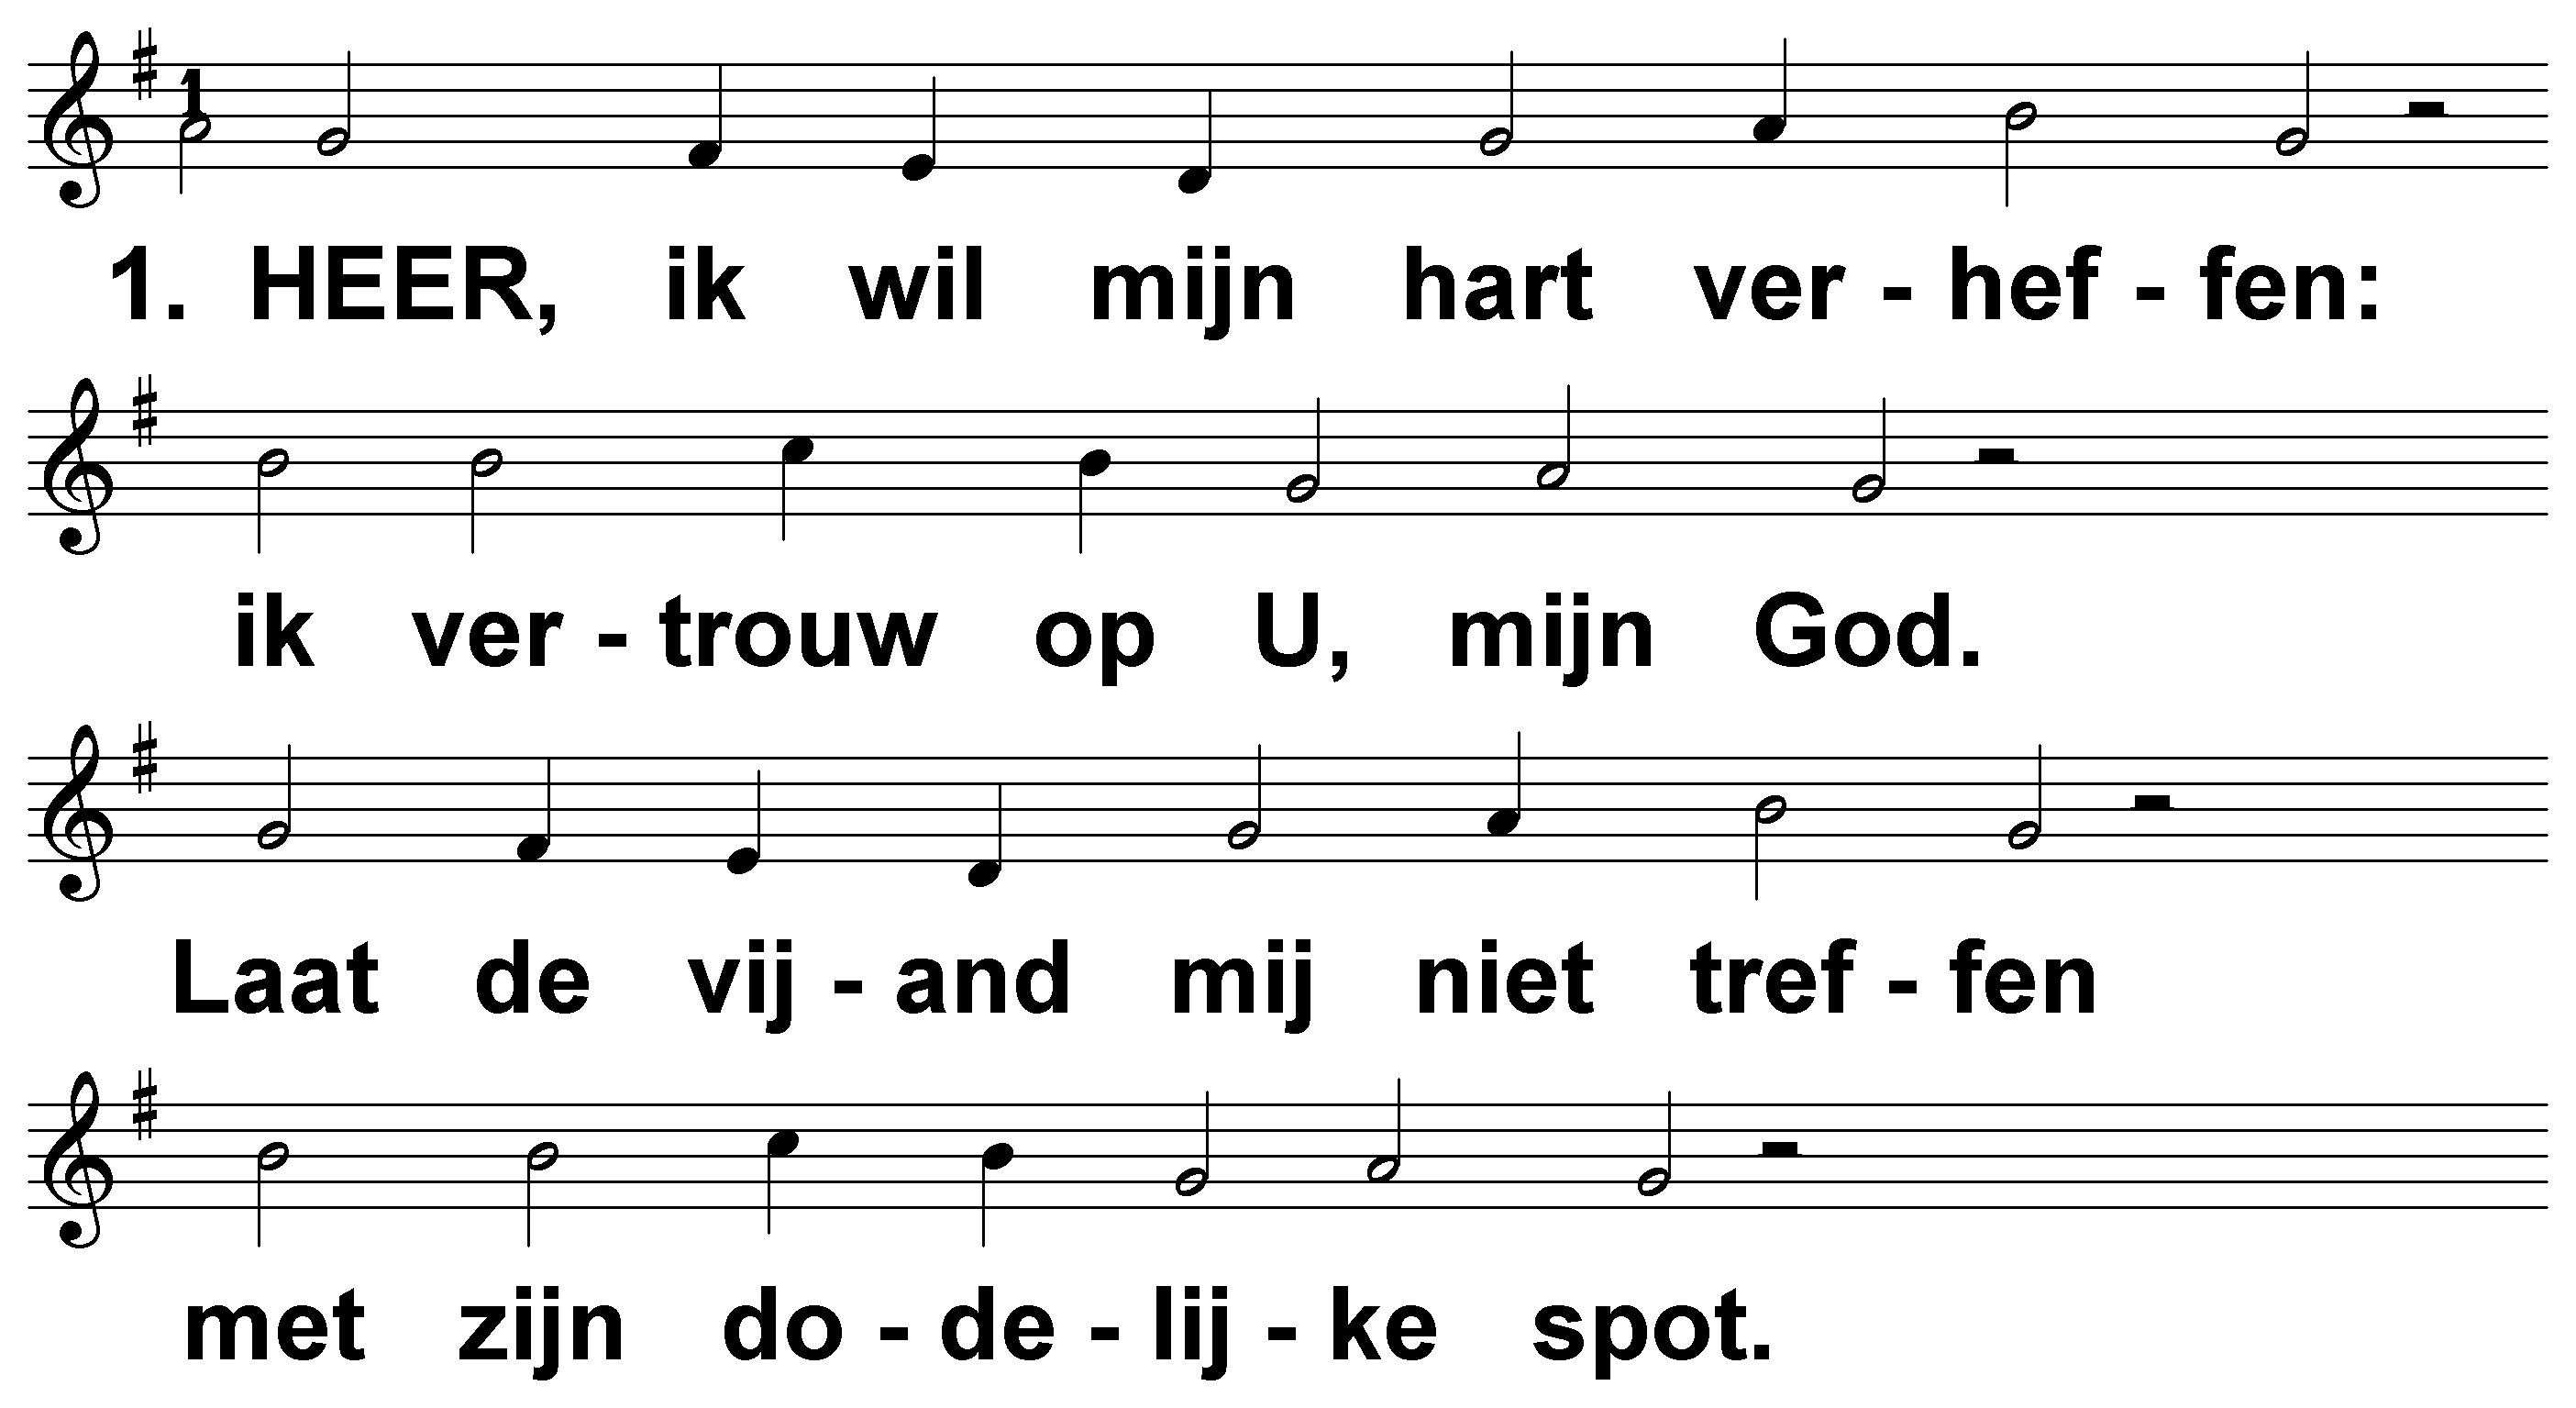 1
1. HEER, ik wil mijn hart ver - hef - fen:
ik ver - trouw op U, mijn God.
Laat de vij - and mij niet tref - fen
met zijn do - de - lij - ke spot.